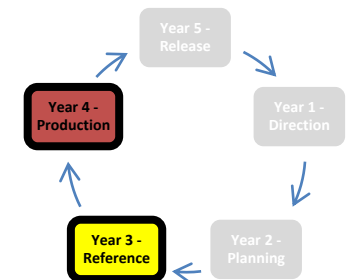 Year 5 -
Release
Year 1 -
Direction
Year 2 -
Planning
Year 3 -
Reference
Year 4 -
Production